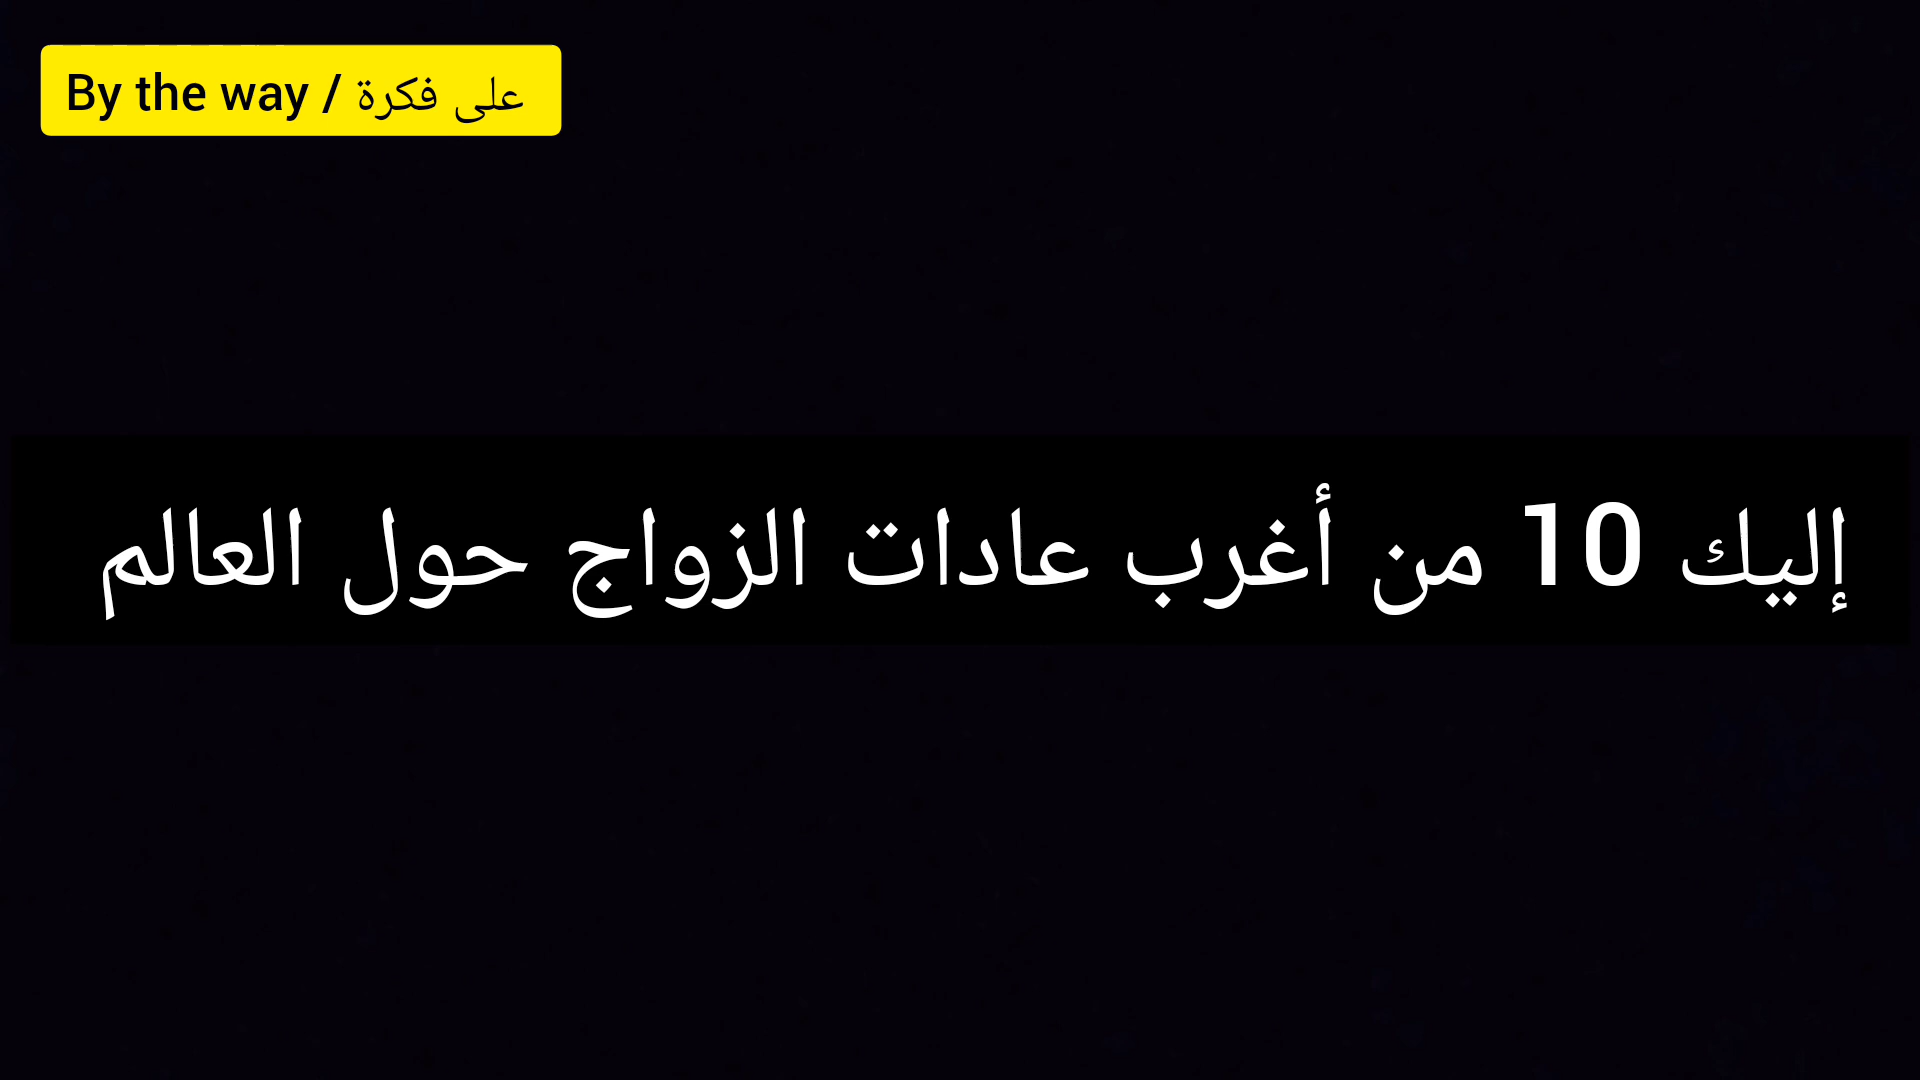 By the way / على فكرة
إليك 10 من أغرب عادات الزواج حول العالم